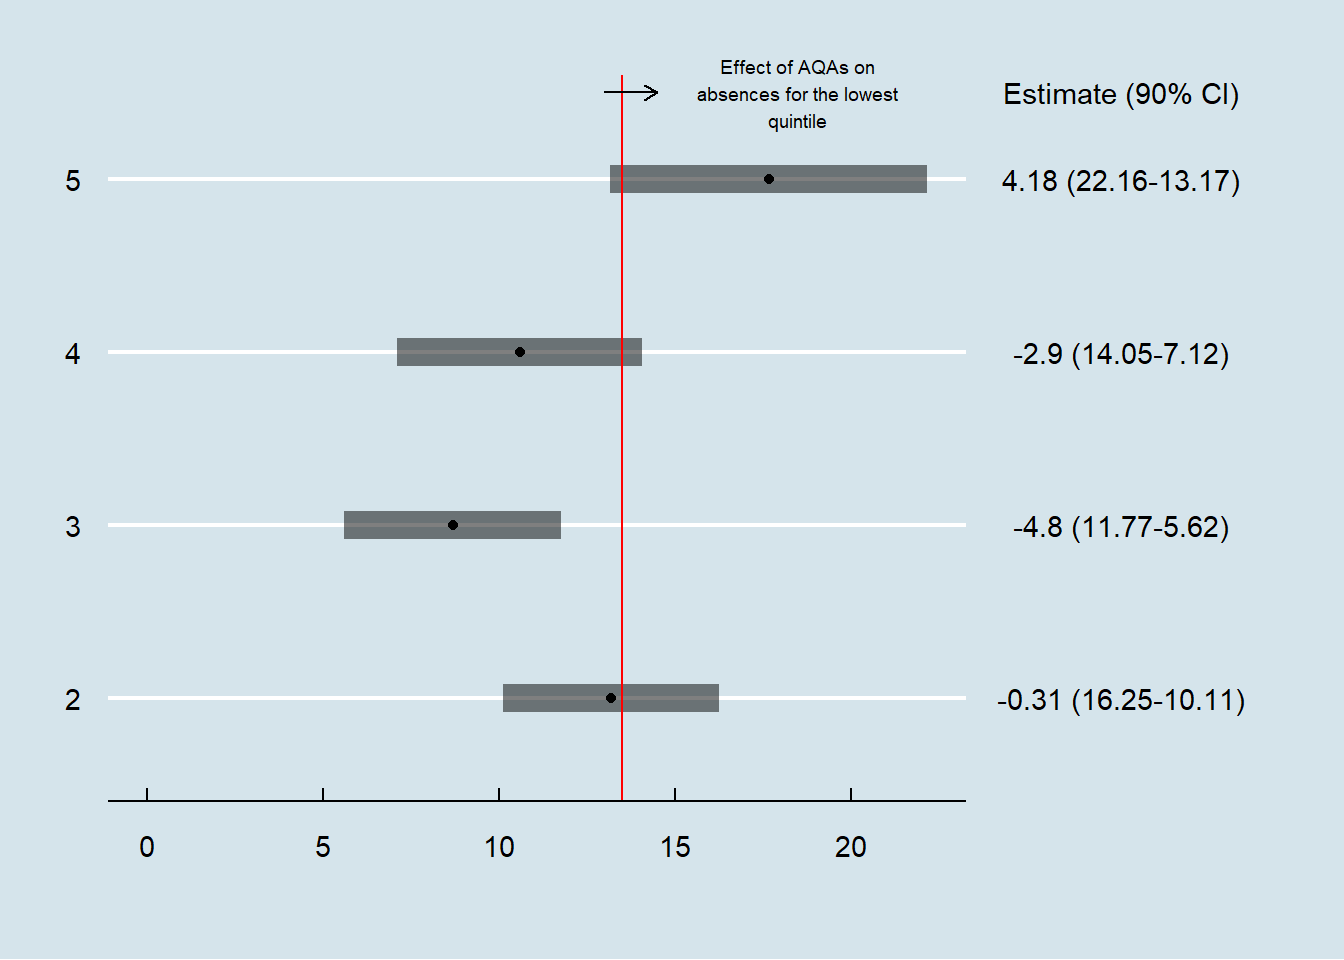 Effect of AQAs on
absences for the lowest
quintile
Estimate (90% CI)
5
4.18 (22.16-13.17)
4
-2.9 (14.05-7.12)
3
-4.8 (11.77-5.62)
2
-0.31 (16.25-10.11)
0 5 10 15 20